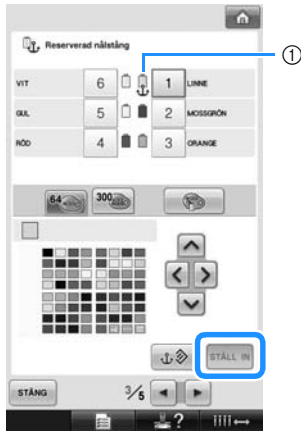 Reserverad nålstång
①
VIT 6 1 LINNE
GUL 5 2 MOSSGRÖN
RÖD 4 3 ORANGE
64 300
STÄLL IN
STÄNG 3/5
?